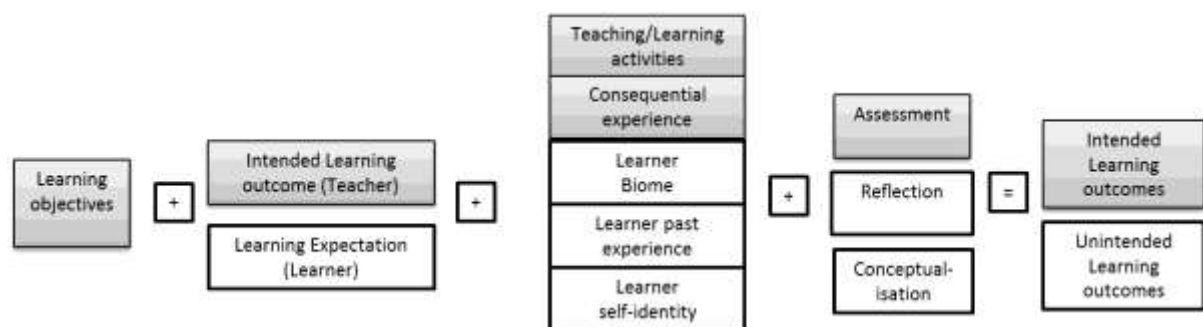 Learning
objectives
+
Intended Learning
outcome (Teacher)
Learning Expectation
(Learner)
+
Teaching/Learning
activities
Consequential
experience
Learner
Biome
Learner past
experience
Learner
self-identity
+
Assessment
Reflection
Conceptual-
isation
=
Intended
Learning
outcomes
Unintended
Learning
outcomes